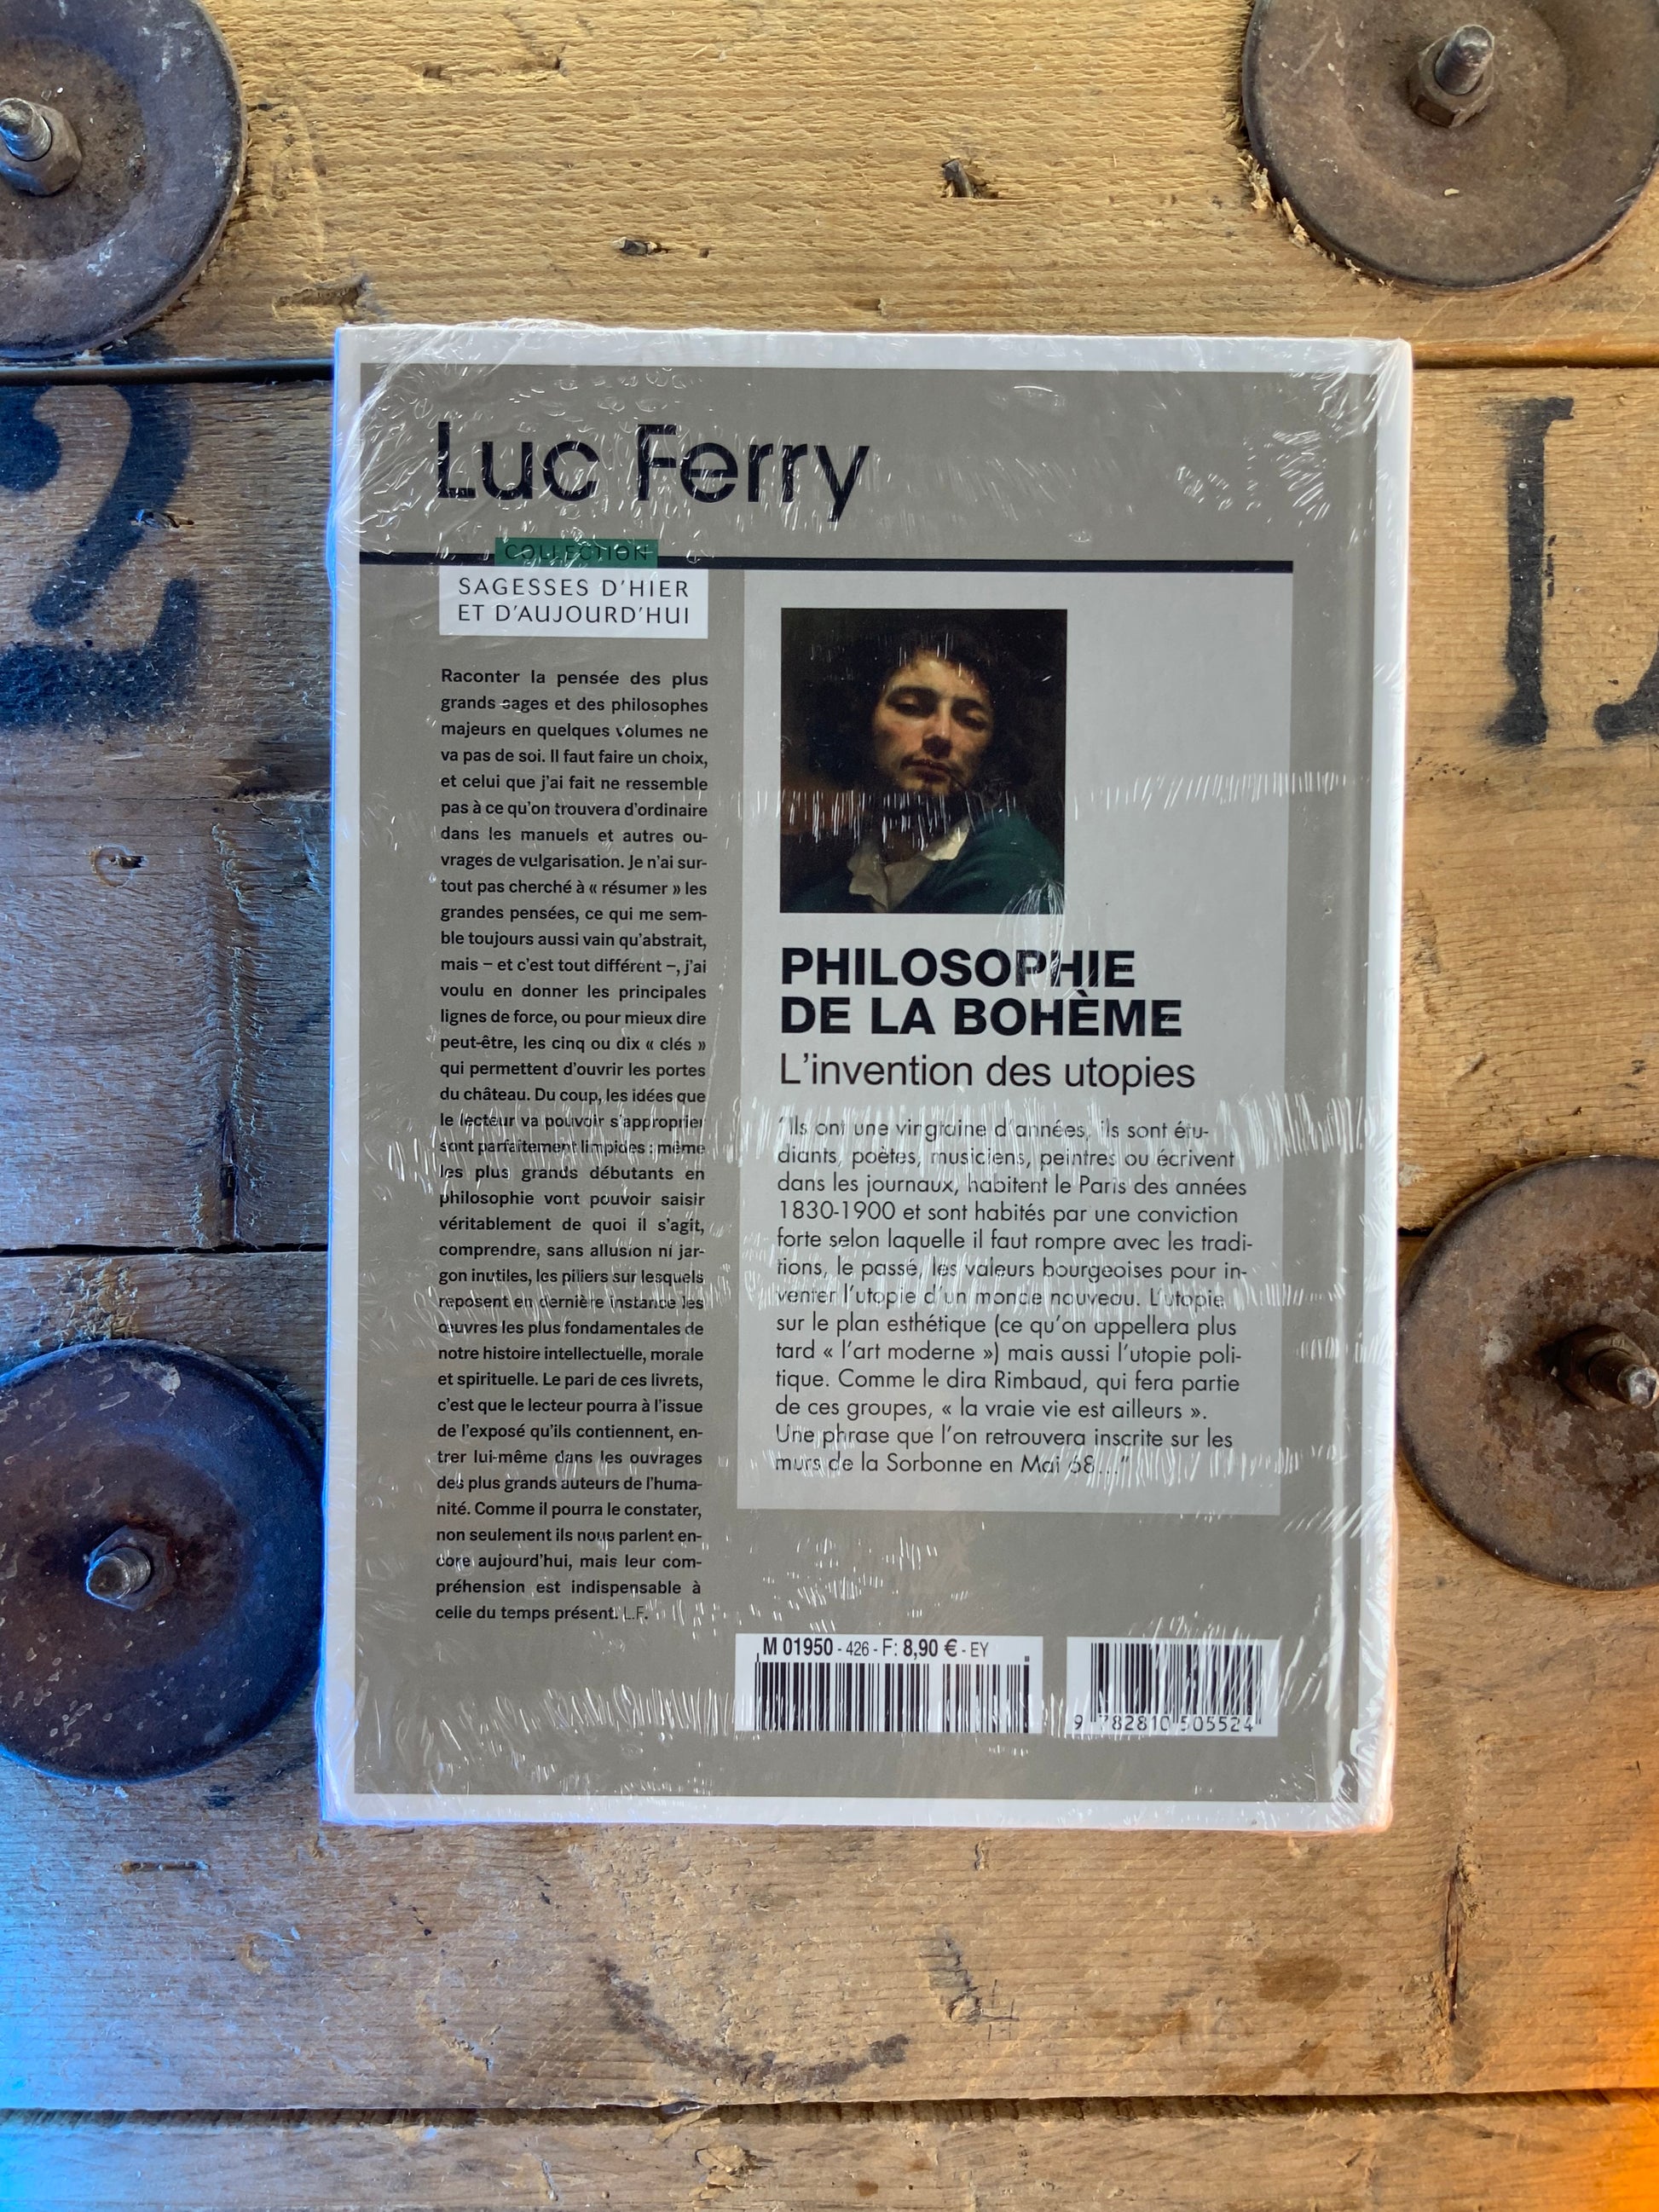 Luc Ferry
COLLECTION
SAGESSES D'HIER
ET D'AUJOURD'HUI
Raconter la pensée des plus
grands sages et des philosophes
majeurs en quelques volumes ne
va pas de soi. Il faut faire un choix,
et celui que j'ai fait ne ressemble
pas à ce qu'on trouvera d'ordinaire
dans les manuels et autres ou-
vrages de vulgarisation. Je n'ai sur-
tout pas cherché à « résumer » les
grandes pensées, ce qui me sem-
ble toujours aussi vain qu'abstrait,
mais – et c'est tout différent –, j'ai
voulu en donner les principales
lignes de force, ou pour mieux dire
peut-être, les cinq ou dix « clés »
qui permettent d'ouvrir les portes
du château. Du coup, les idées que
le lecteur va pouvoir s'approprier
sont parfaitement limpides : même
les plus grands débutants en
philosophie vont pouvoir saisir
véritablement de quoi il s'agit,
comprendre, sans allusion ni jar-
gon inutiles, les piliers sur lesquels
reposent en dernière instance les
œuvres les plus fondamentales de
notre histoire intellectuelle, morale
et spirituelle. Le pari de ces livrets,
c'est que le lecteur pourra à l'issue
de l'exposé qu'ils contiennent, en-
trer lui-même dans les ouvrages
des plus grands auteurs de l'huma-
nité. Comme il pourra le constater,
non seulement ils nous parlent en-
core aujourd'hui, mais leur com-
préhension est indispensable à
celle du temps présent. L.F.
PHILOSOPHIE
DE LA BOHÈME
L'invention des utopies
"Ils ont une vingtaine d'années, ils sont étu-
diants, poètes, musiciens, peintres ou écrivent
dans les journaux, habitent le Paris des années
1830-1900 et sont habités par une conviction
forte selon laquelle il faut rompre avec les tradi-
tions, le passé, les valeurs bourgeoises pour in-
venter l'utopie d'un monde nouveau. L'utopie
sur le plan esthétique (ce qu'on appellera plus
tard « l'art moderne ») mais aussi l'utopie poli-
tique. Comme le dira Rimbaud, qui fera partie
de ces groupes, « la vraie vie est ailleurs ».
Une phrase que l'on retrouvera inscrite sur les
murs de la Sorbonne en Mai 68..."
M 01950 - 426 - F: 8,90 € - EY
9 782810 505524
2